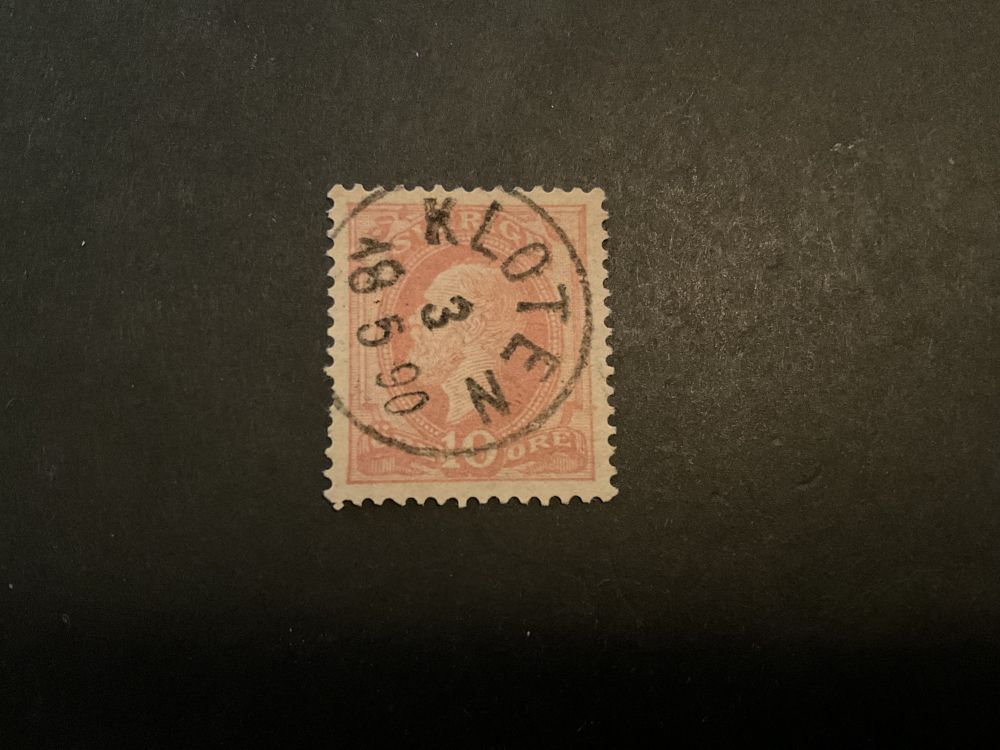 SVERIGE
KLOTEN
3
18 5 90
10 ÖRE